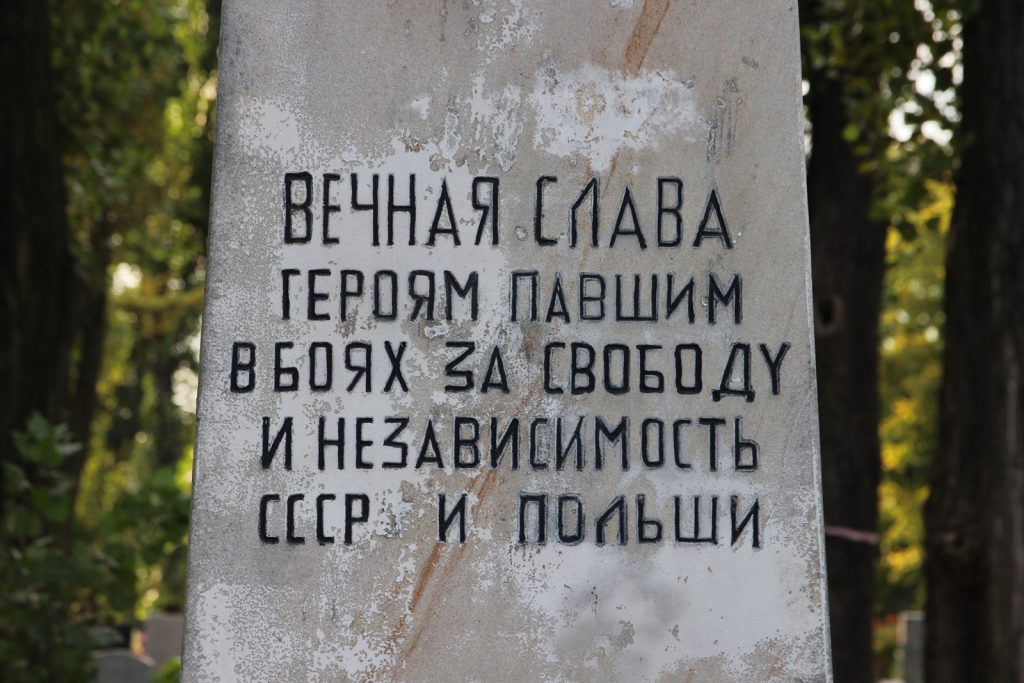 ВЕЧНАЯ СЛАВА
ГЕРОЯМ ПАВШИМ
В БОЯХ ЗА СВОБОДУ
И НЕЗАВИСИМОСТЬ
СССР И ПОЛЬШИ